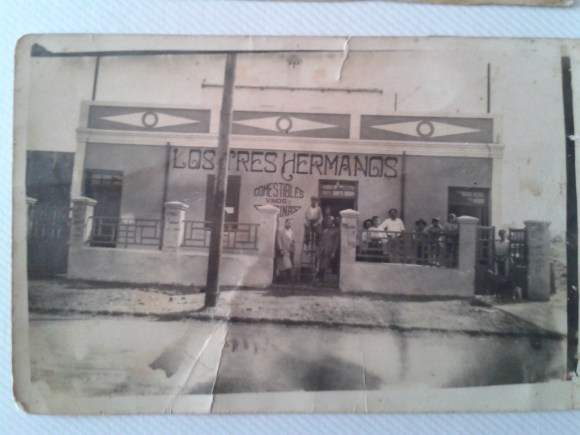 LOS TRES HERMANOS
COMESTIBLES
VINOS Y